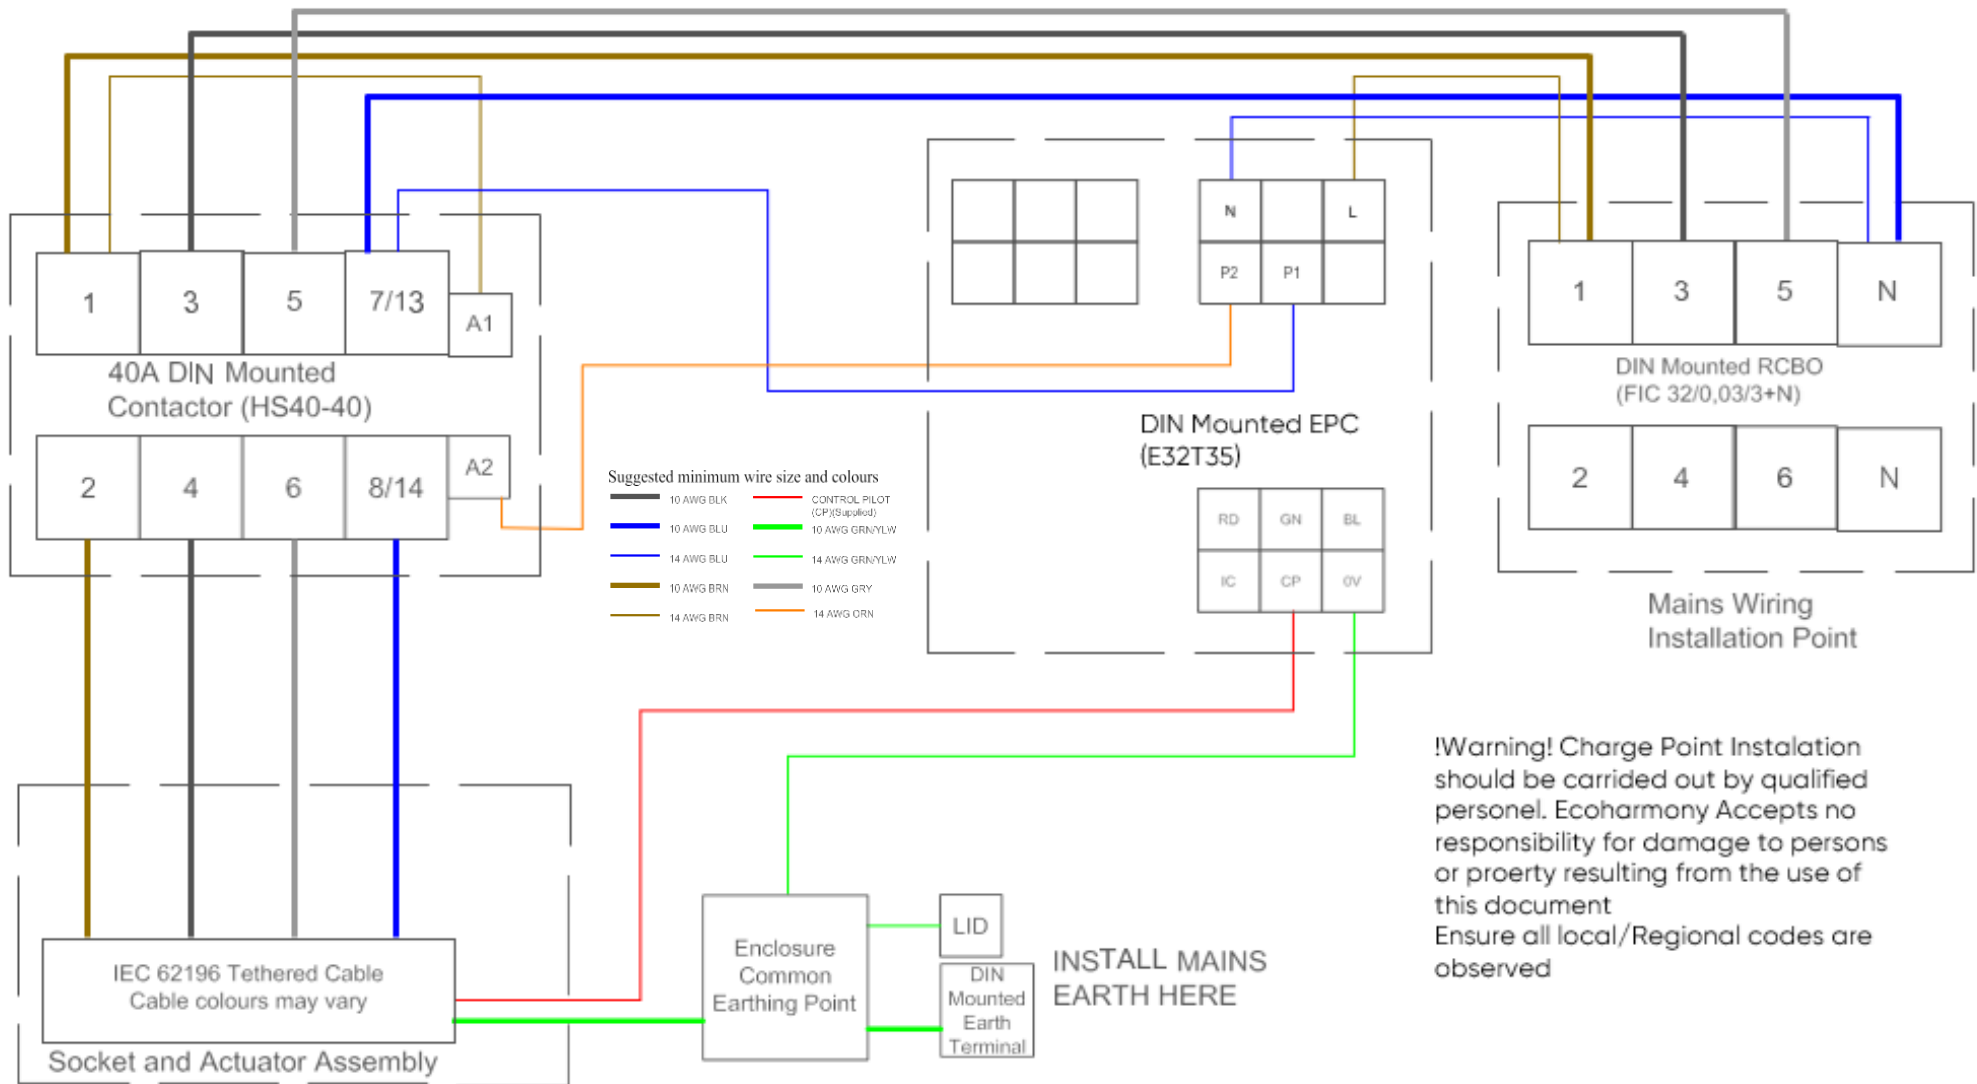 1
3
5
7/13
A1
40A DIN Mounted
Contactor (HS40-40)
2
4
6
8/14
A2
N
L
P2
P1
DIN Mounted EPC
(E32T35)
RD
GN
BL
IC
CP
0V
1
3
5
N
DIN Mounted RCBO
(FIC 32/0,03/3+N)
2
4
6
N
Mains Wiring
Installation Point
Suggested minimum wire size and colours
10 AWG BLK
10 AWG BLU
14 AWG BLU
10 AWG BRN
14 AWG BRN
CONTROL PILOT
(CP)(Supplied)
10 AWG GRN/YLW
14 AWG GRN/YLW
10 AWG GRY
14 AWG ORN
!Warning! Charge Point Instalation
should be carrided out by qualified
personel. Ecoharmony Accepts no
responsibility for damage to persons
or proerty resulting from the use of
this document
Ensure all local/Regional codes are
observed
IEC 62196 Tethered Cable
Cable colours may vary
Socket and Actuator Assembly
Enclosure
Common
Earthing Point
LID
DIN
Mounted
Earth
Terminal
INSTALL MAINS
EARTH HERE